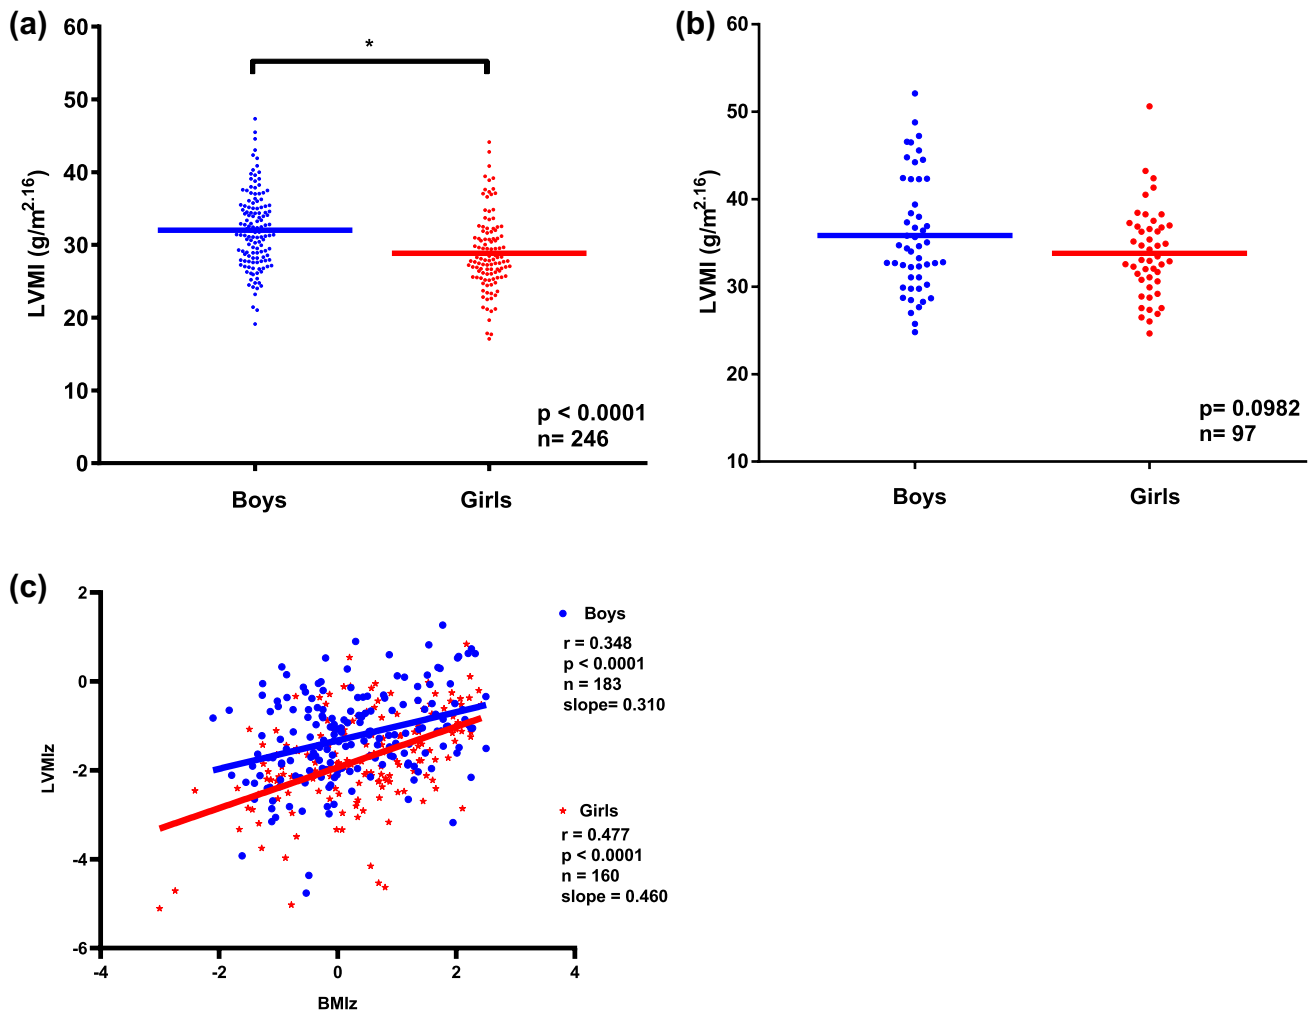 (a)
60
50
40
30
20
10
0
LVMI (g/m2.16)
*
p < 0.0001
n= 246
Boys
Girls
(b)
60
50
40
30
20
10
LVMI (g/m2.16)
p= 0.0982
n= 97
Boys
Girls
(c)
2
0
-2
-4
-6
LVMIz
-4
-2
0
2
4
BMIz
Boys
r = 0.348
p < 0.0001
n = 183
slope= 0.310
Girls
r = 0.477
p < 0.0001
n = 160
slope = 0.460